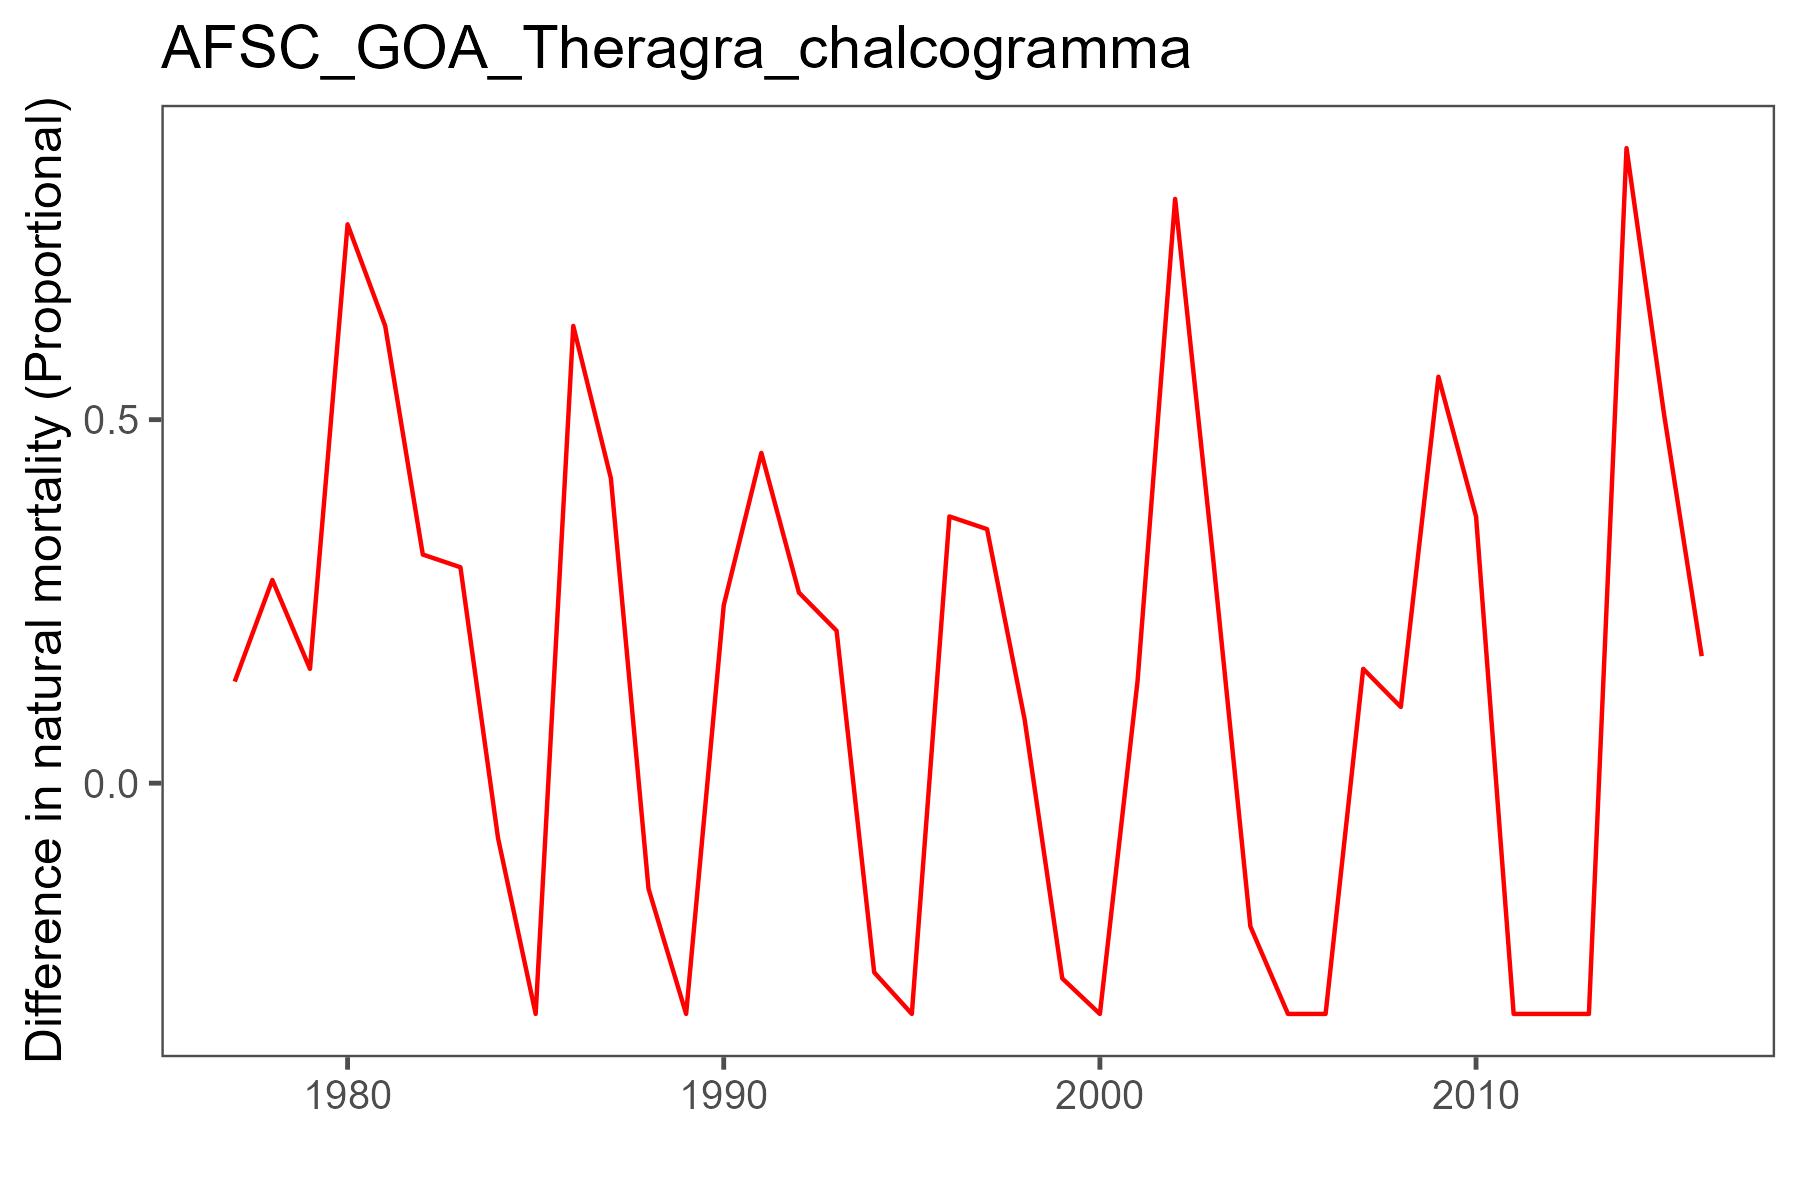 AFSC_GOA_Theragra_chalcogramma
Difference in natural mortality (Proportional)
0.5
0.0
1980 1990 2000 2010